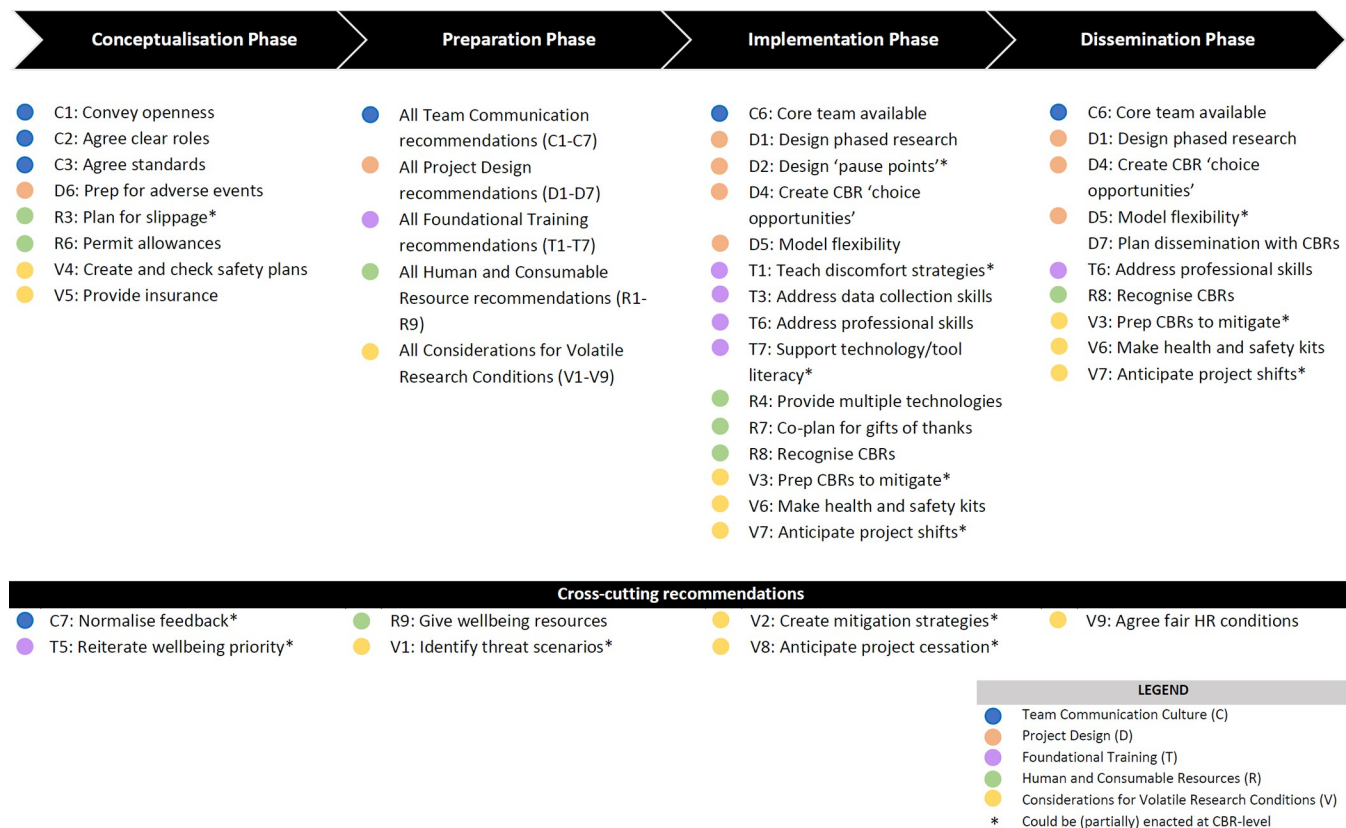 Conceptualisation Phase
Preparation Phase
Implementation Phase
Dissemination Phase
C1: Convey openness
C2: Agree clear roles
C3: Agree standards
D6: Prep for adverse events
R3: Plan for slippage*
R6: Permit allowances
V4: Create and check safety plans
V5: Provide insurance
All Team Communication
recommendations (C1-C7)
All Project Design
recommendations (D1-D7)
All Foundational Training
recommendations (T1-T7)
All Human and Consumable
Resource recommendations (R1-
R9)
All Considerations for Volatile
Research Conditions (V1-V9)
C6: Core team available
D1: Design phased research
D2: Design ‘pause points’*
D4: Create CBR ‘choice
opportunities’
D5: Model flexibility
T1: Teach discomfort strategies*
T3: Address data collection skills
T6: Address professional skills
T7: Support technology/tool
literacy*
R4: Provide multiple technologies
R7: Co-plan for gifts of thanks
R8: Recognise CBRs
V3: Prep CBRs to mitigate*
V6: Make health and safety kits
V7: Anticipate project shifts*
C6: Core team available
D1: Design phased research
D4: Create CBR ‘choice
opportunities’
D5: Model flexibility*
D7: Plan dissemination with CBRs
T6: Address professional skills
R8: Recognise CBRs
V3: Prep CBRs to mitigate*
V6: Make health and safety kits
V7: Anticipate project shifts*
Cross-cutting recommendations
C7: Normalise feedback*
T5: Reiterate wellbeing priority*
R9: Give wellbeing resources
V1: Identify threat scenarios*
V2: Create mitigation strategies*
V8: Anticipate project cessation*
V9: Agree fair HR conditions
LEGEND
Team Communication Culture (C)
Project Design (D)
Foundational Training (T)
Human and Consumable Resources (R)
Considerations for Volatile Research Conditions (V)
* Could be (partially) enacted at CBR-level